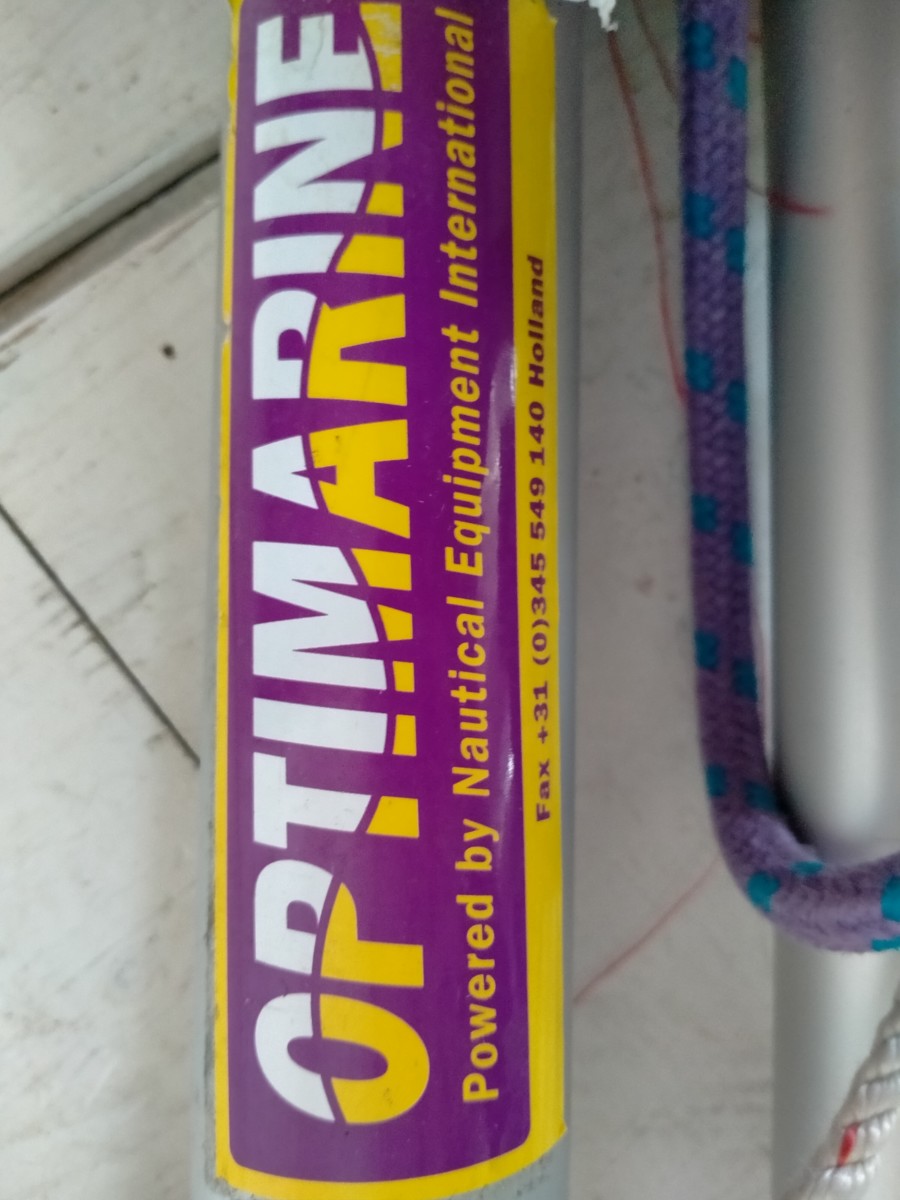 OPTIMARINE
Powered by Nautical Equipment International
Fax +31 (0)345 549 140 Holland